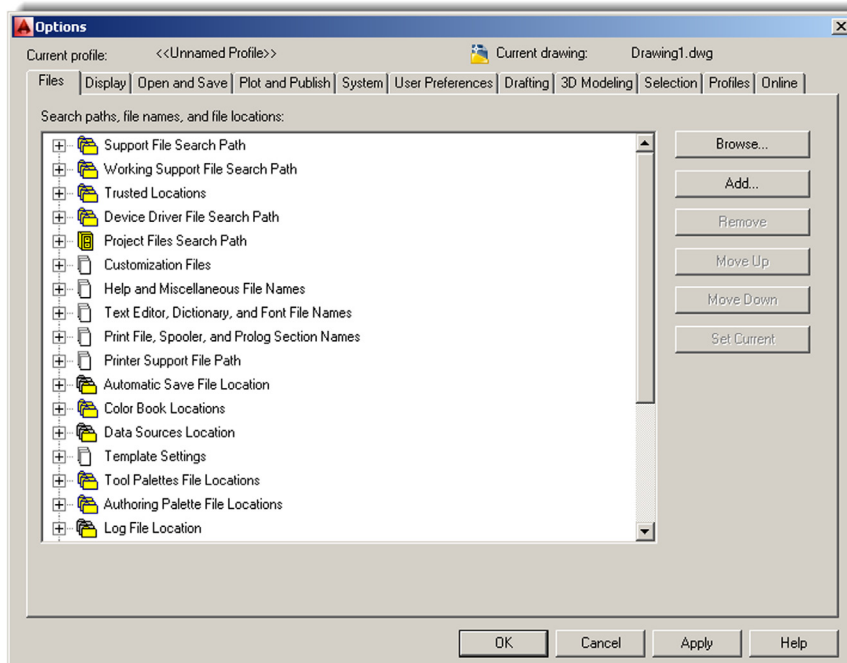 Options
Current profile: <<Unnamed Profile>> Current drawing: Drawing1.dwg
Files Display Open and Save Plot and Publish System User Preferences Drafting 3D Modeling Selection Profiles Online
Search paths, file names, and file locations:
Support File Search Path
Working Support File Search Path
Trusted Locations
Device Driver File Search Path
Project Files Search Path
Customization Files
Help and Miscellaneous File Names
Text Editor, Dictionary, and Font File Names
Print File, Spooler, and Prolog Section Names
Printer Support File Path
Automatic Save File Location
Color Book Locations
Data Sources Location
Template Settings
Tool Palettes File Locations
Authoring Palette File Locations
Log File Location
Browse...
Add...
Remove
Move Up
Move Down
Set Current
OK Cancel Apply Help